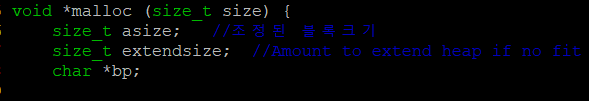 void *malloc (size_t size) {
size_t asize; //조정된 블록크기
size_t extendsize; //Amount to extend heap if no fit
char *bp;